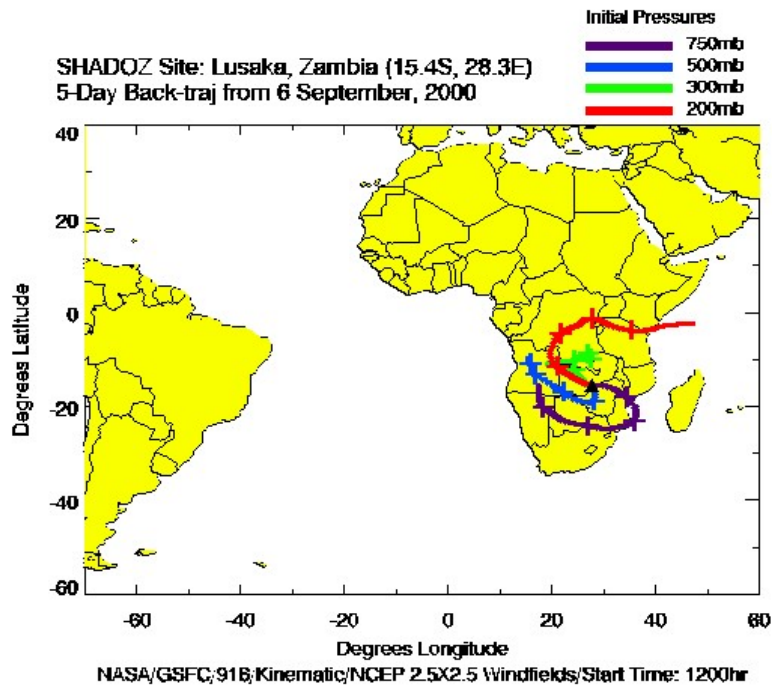 Initial Pressures
750mb
500mb
300mb
200mb
SHADOZ Site: Lusaka, Zambia (15.4S, 28.3E)
5-Day Back-traj from 6 September, 2000
40
20
0
-20
-40
-60
Degrees Latitude
-60
-40
-20
0
20
40
60
Degrees Longitude
NASA/GSFC/916/Kinematic/NCEP 2.5X2.5 Windfields/Start Time: 1200hr